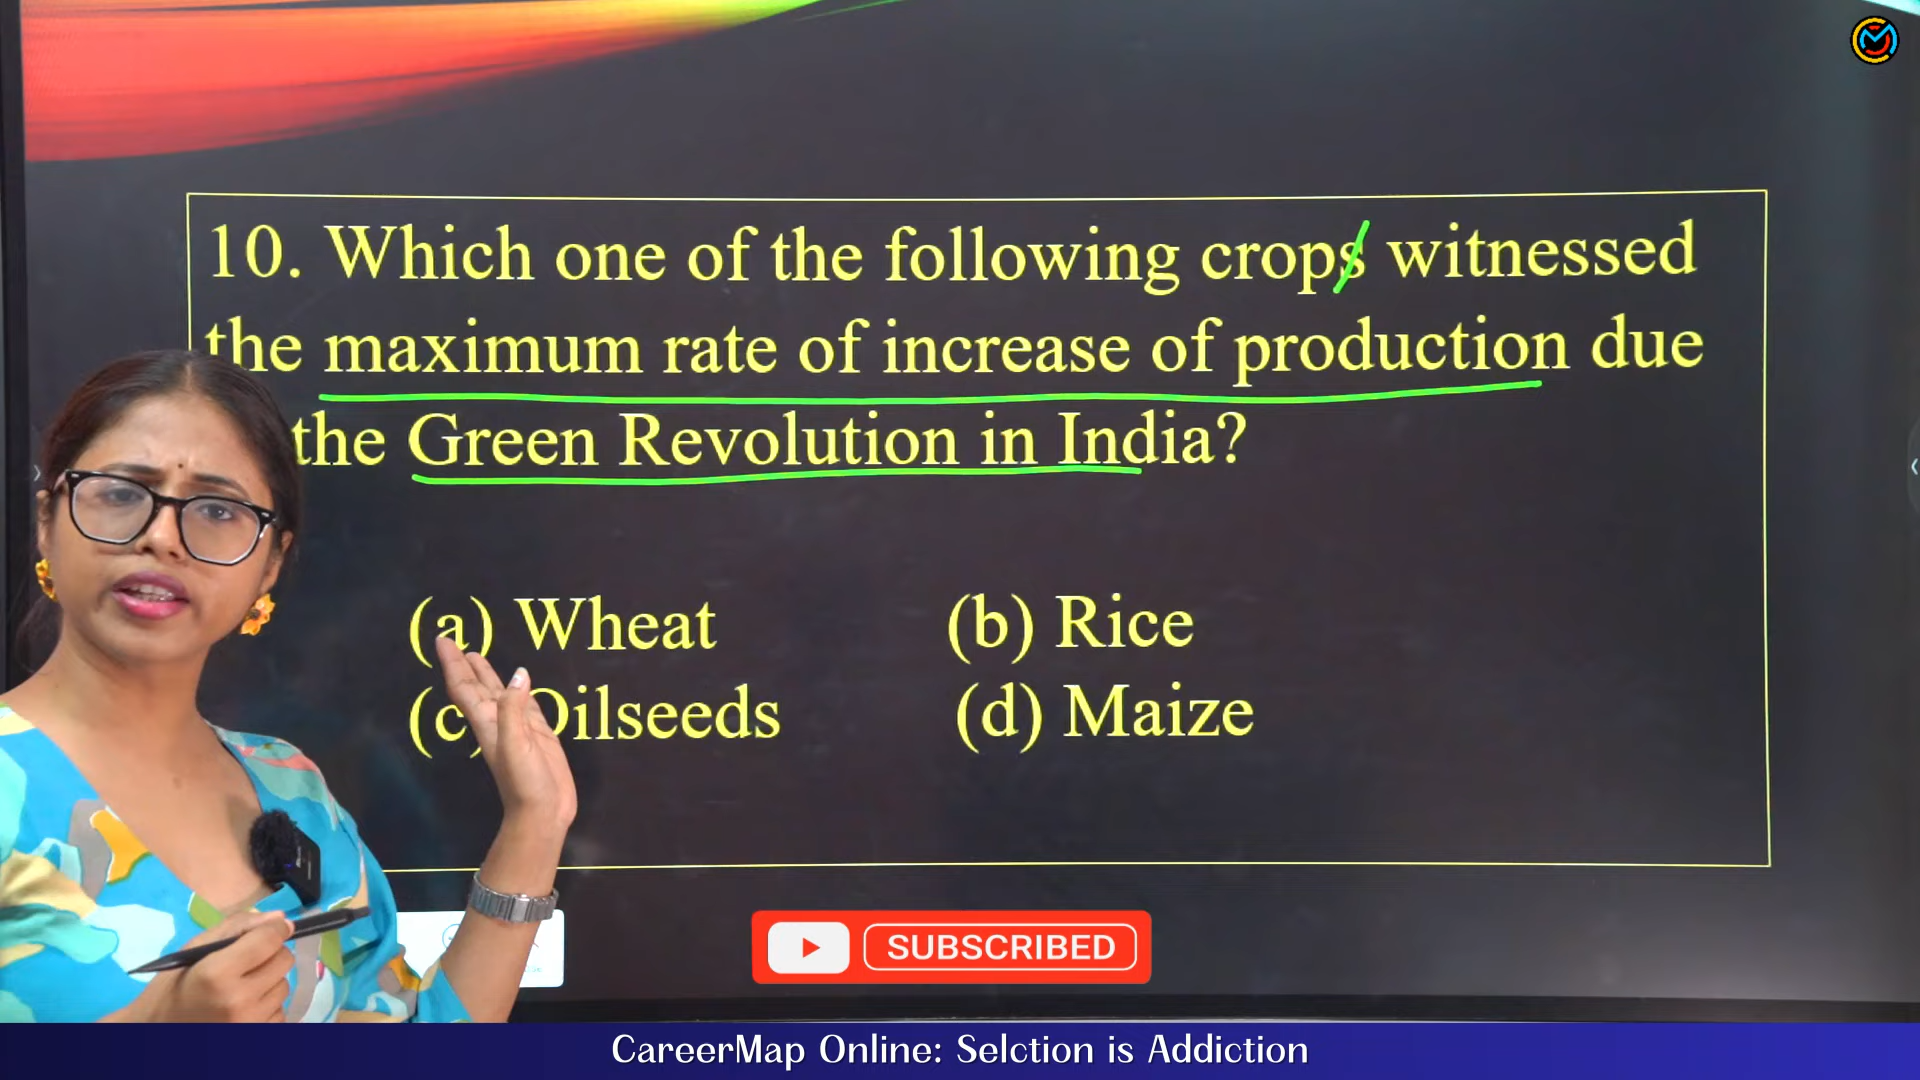 10. Which one of the following crops witnessed
the maximum rate of increase of production due
the Green Revolution in India?
(a) Wheat (b) Rice
(c) Oilseeds (d) Maize
SUBSCRIBED
CareerMap Online: Selction is Addiction